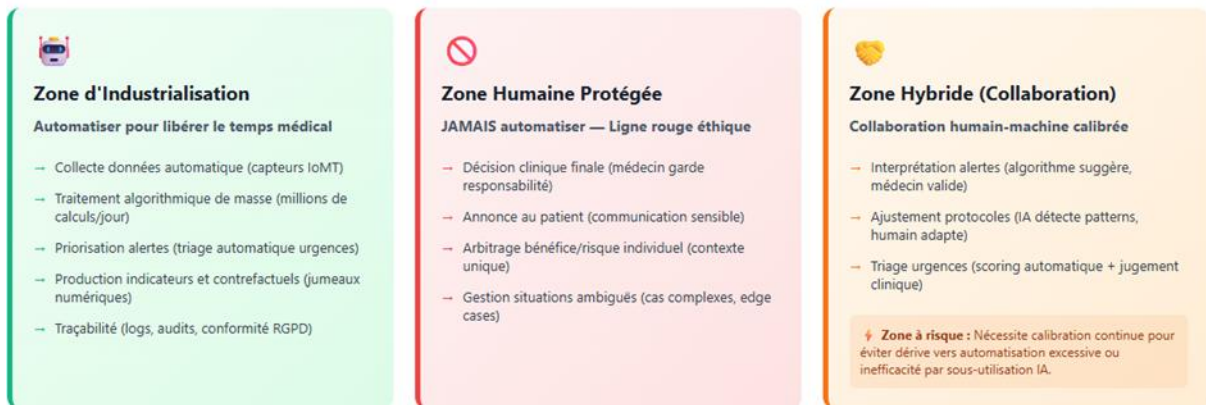 Zone d'Industrialisation
Automatiser pour libérer le temps médical
→ Collecte données automatique (capteurs IoMT)
→ Traitement algorithmique de masse (millions de
calculs/jour)
→ Priorisation alertes (triage automatique urgences)
→ Production indicateurs et contrefactuels (jumeaux
numériques)
→ Traçabilité (logs, audits, conformité RGPD)
Zone Humaine Protégée
JAMAIS automatiser — Ligne rouge éthique
→ Décision clinique finale (médecin garde
responsabilité)
→ Annonce au patient (communication sensible)
→ Arbitrage bénéfice/risque individuel (contexte
unique)
→ Gestion situations ambiguës (cas complexes, edge
cases)
Zone Hybride (Collaboration)
Collaboration humain-machine calibrée
→ Interprétation alertes (algorithme suggère,
médecin valide)
→ Ajustement protocoles (IA détecte patterns,
humain adapte)
→ Triage urgences (scoring automatique + jugement
clinique)
⚡ Zone à risque : Nécessite calibration continue pour
éviter dérive vers automatisation excessive ou
inefficacité par sous-utilisation IA.